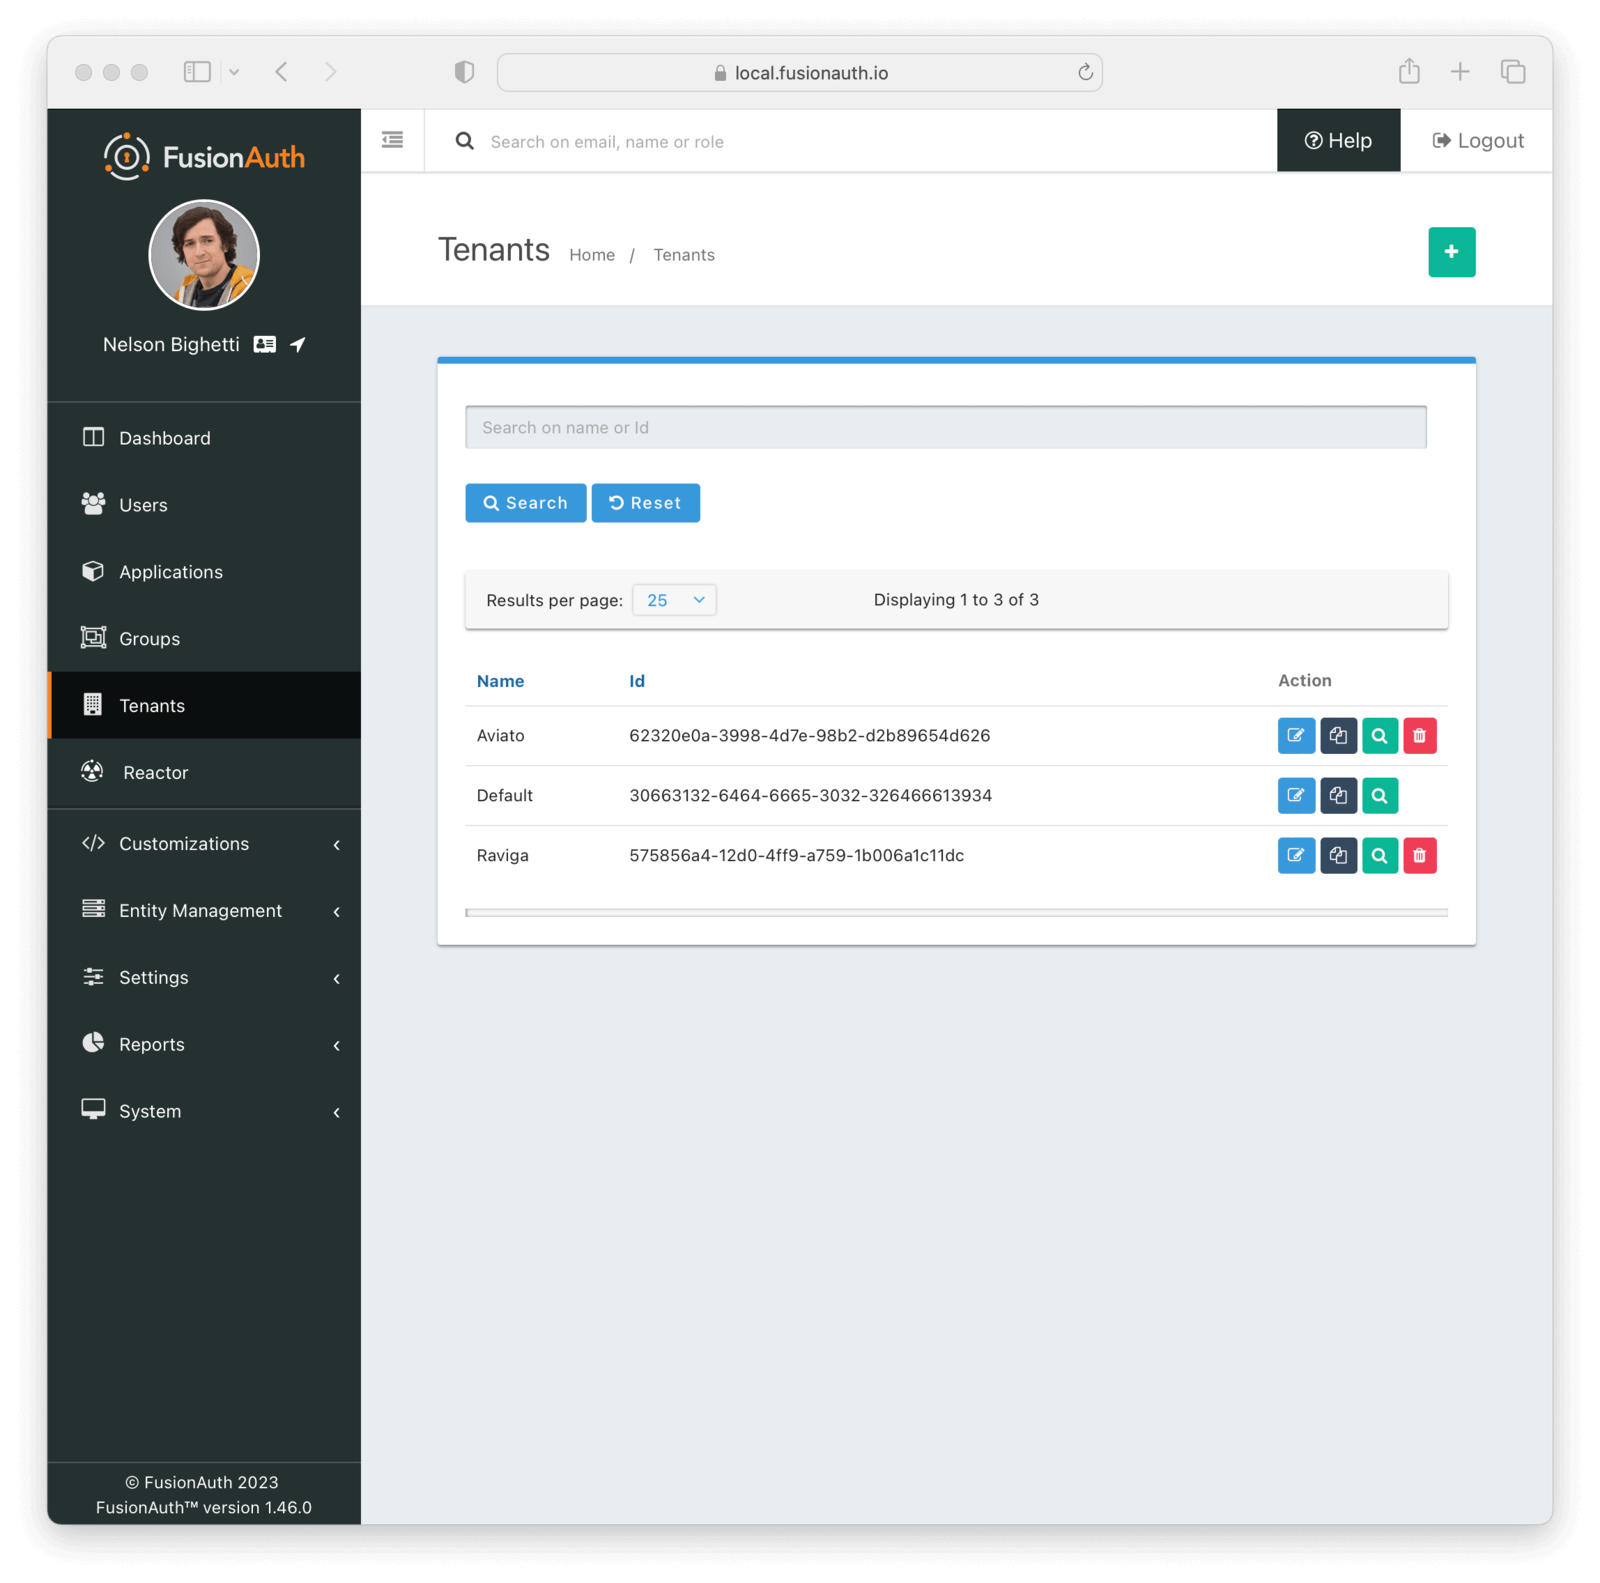 local.fusionauth.io
FusionAuth
Search on email, name or role
Help
Logout
Nelson Bighetti
Tenants
Home / Tenants
Dashboard
Users
Applications
Groups
Tenants
Reactor
Customizations
Entity Management
Settings
Reports
System
© FusionAuth 2023
FusionAuth™ version 1.46.0
Search on name or Id
Search
Reset
Results per page: 25
Displaying 1 to 3 of 3
Name Id Action
Aviato 62320e0a-3998-4d7e-98b2-d2b89654d626
Default 30663132-6464-6665-3032-326466613934
Raviga 575856a4-12d0-4ff9-a759-1b006a1c11dc